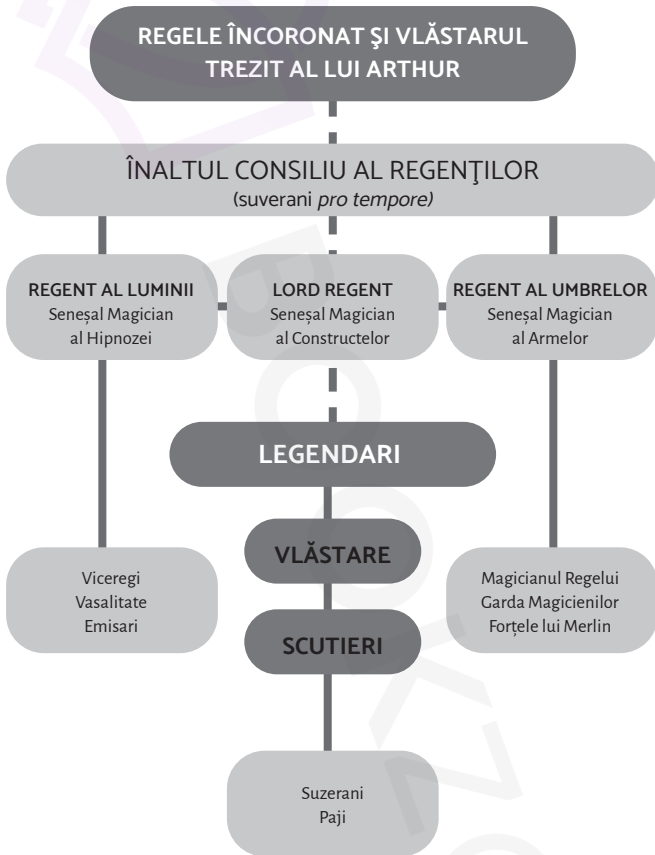 REGELE ÎNCORONAT ŞI VLĂSTARUL
TREZIT AL LUI ARTHUR
ÎNALTUL CONSILIU AL REGENŢILOR
(suverani pro tempore)
REGENT AL LUMINII
Seneșal Magician
al Hipnozei
LORD REGENT
Seneșal Magician
al Constructelor
REGENT AL UMBRELOR
Seneșal Magician
al Armelor
LEGENDARI
VLĂSTARE
SCUTIERI
Viceregi
Vasalitate
Emisari
Magicianul Regelui
Garda Magicienilor
Forțele lui Merlin
Suzerani
Paji
BOOKZ